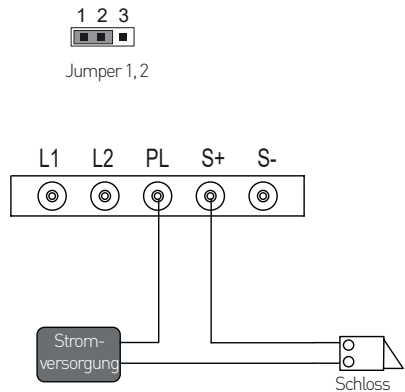 1 2 3
Jumper 1, 2
L1 L2 PL S+ S-
Strom-
versorgung
Schloss